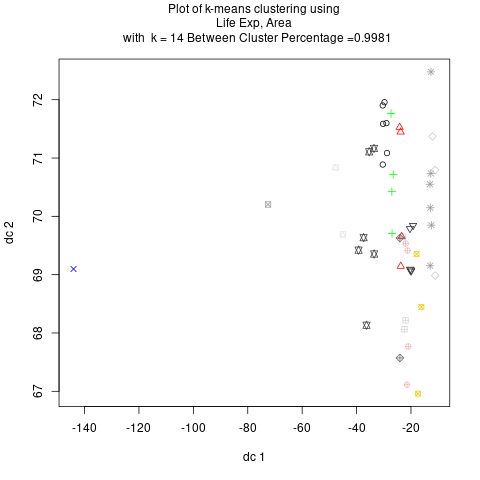 Plot of k-means clustering using
Life Exp, Area
with  k = 14 Between Cluster Percentage =0.9981
72
71
70
69
68
67
dc 2
-140
-120
-100
-80
-60
-40
-20
dc 1